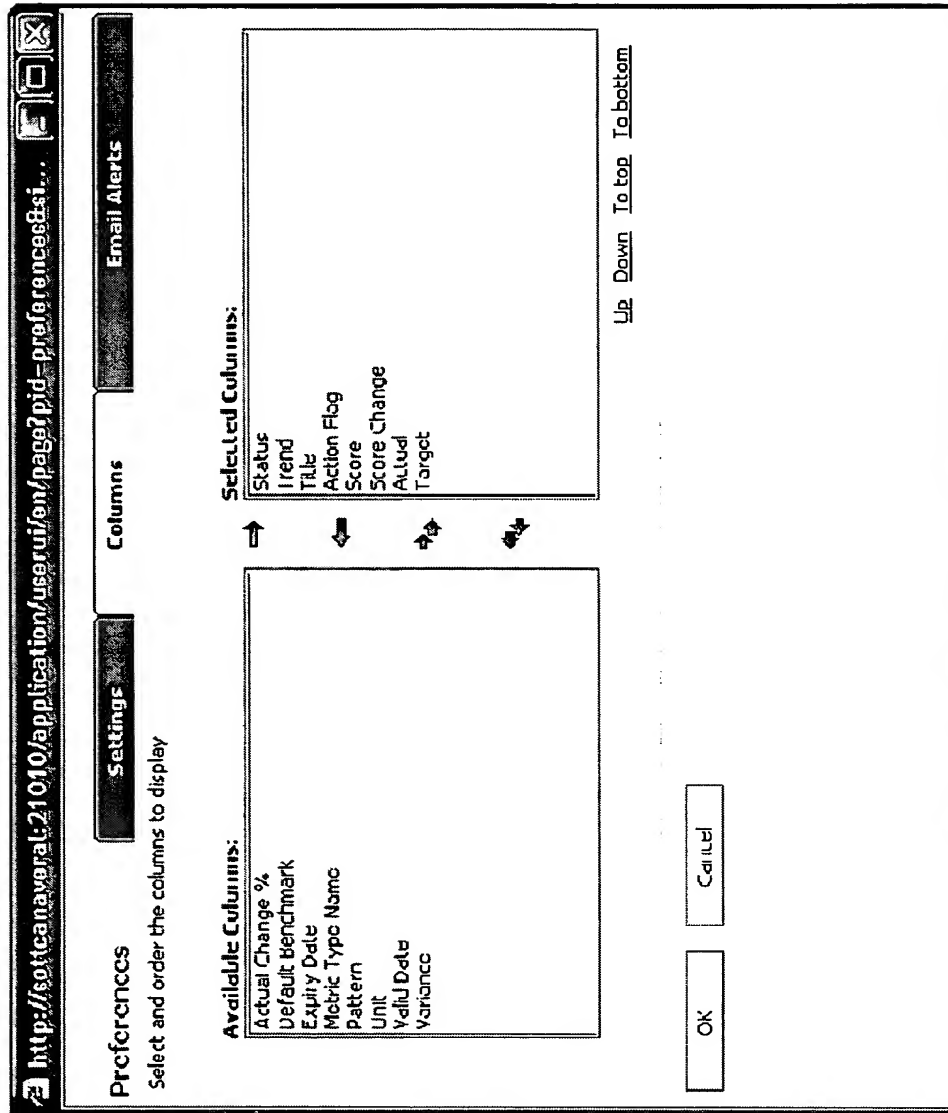 http://sottcanaveral:21010/application/userui/en/page?pid=preferences&si...
Preferences
Settings
Columns
Email Alerts
Select and order the columns to display
Available Columns:
Actual Change %
Default Benchmark
Expiry Date
Metric Type Name
Pattern
Unit
Valid Date
Variance
Selected Columns:
Status
Trend
Title
Action Flag
Score
Score Change
Actual
Target
Up Down To top To bottom
OK
Cancel